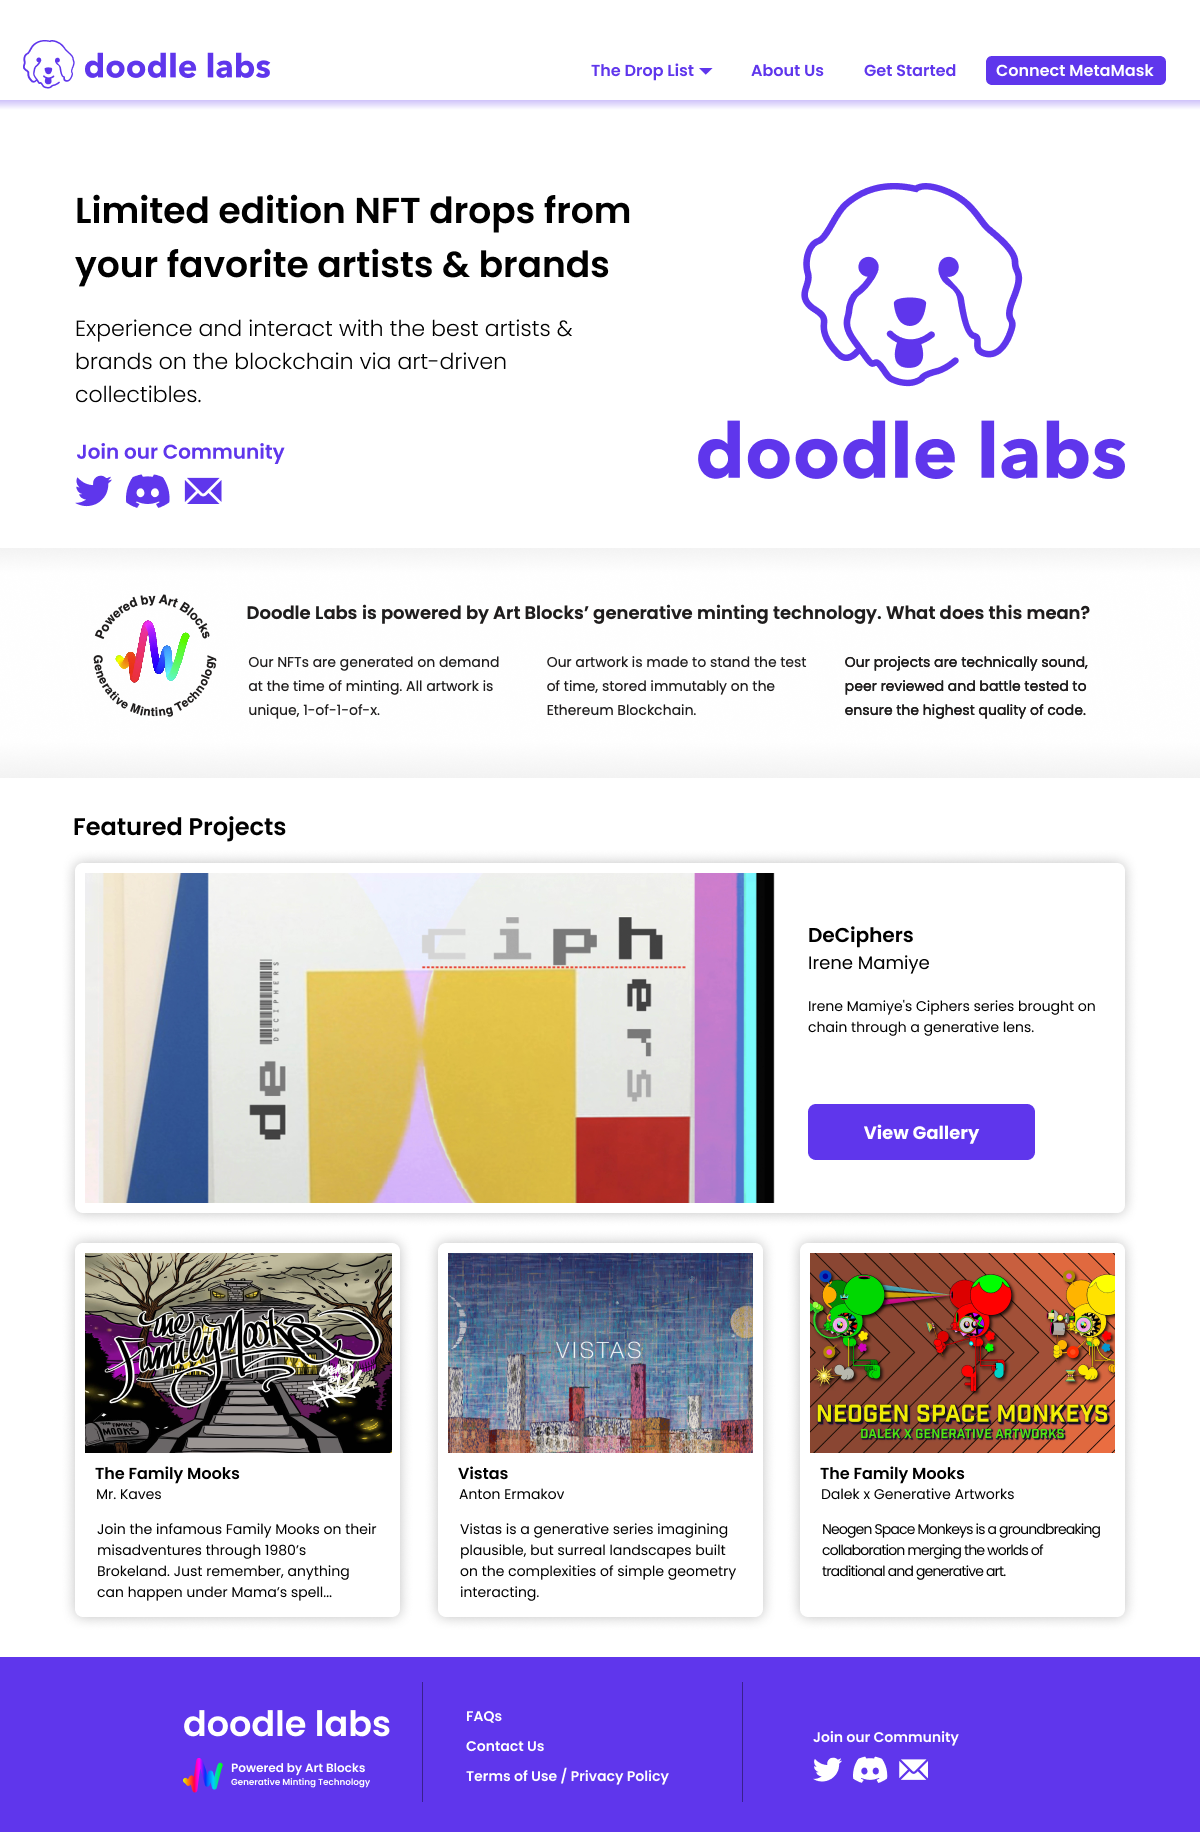 doodle labs
The Drop List
About Us
Get Started
Connect MetaMask
Limited edition NFT drops from
your favorite artists & brands
Experience and interact with the best artists &
brands on the blockchain via art-driven
collectibles.
Join our Community
doodle labs
Powered by Art Blocks
Generative Minting Technology
Doodle Labs is powered by Art Blocks’ generative minting technology. What does this mean?
Our NFTs are generated on demand
at the time of minting. All artwork is
unique, 1-of-1-of-x.
Our artwork is made to stand the test
of time, stored immutably on the
Ethereum Blockchain.
Our projects are technically sound,
peer reviewed and battle tested to
ensure the highest quality of code.
Featured Projects
de
ciph
ers
DECIPHERS
DeCiphers
Irene Mamiye
Irene Mamiye's Ciphers series brought on
chain through a generative lens.
View Gallery
the
Family Mooks
THE FAMILY
MOOKS
The Family Mooks
Mr. Kaves
Join the infamous Family Mooks on their
misadventures through 1980’s
Brokeland. Just remember, anything
can happen under Mama’s spell...
VISTAS
Vistas
Anton Ermakov
Vistas is a generative series imagining
plausible, but surreal landscapes built
on the complexities of simple geometry
interacting.
NEOGEN SPACE MONKEYS
DALEK X GENERATIVE ARTWORKS
The Family Mooks
Dalek x Generative Artworks
Neogen Space Monkeys is a groundbreaking
collaboration merging the worlds of
traditional and generative art.
doodle labs
Powered by Art Blocks
Generative Minting Technology
FAQs
Contact Us
Terms of Use / Privacy Policy
Join our Community